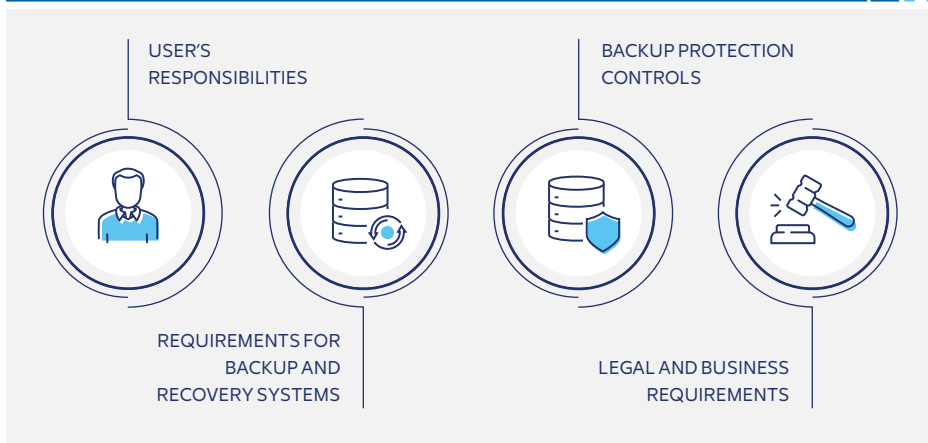 USER'S
RESPONSIBILITIES
REQUIREMENTS FOR
BACKUP AND
RECOVERY SYSTEMS
BACKUP PROTECTION
CONTROLS
LEGAL AND BUSINESS
REQUIREMENTS